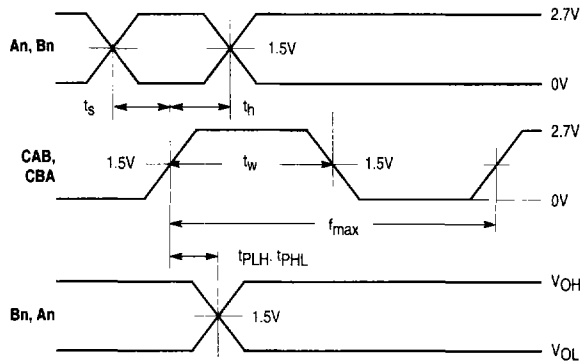 2.7V
An, Bn
1.5V
0V
ts
th
2.7V
CAB,
CBA
1.5V
tw
1.5V
0V
fmax
tPLH. tPHL
VOH
Bn, An
1.5V
VOL